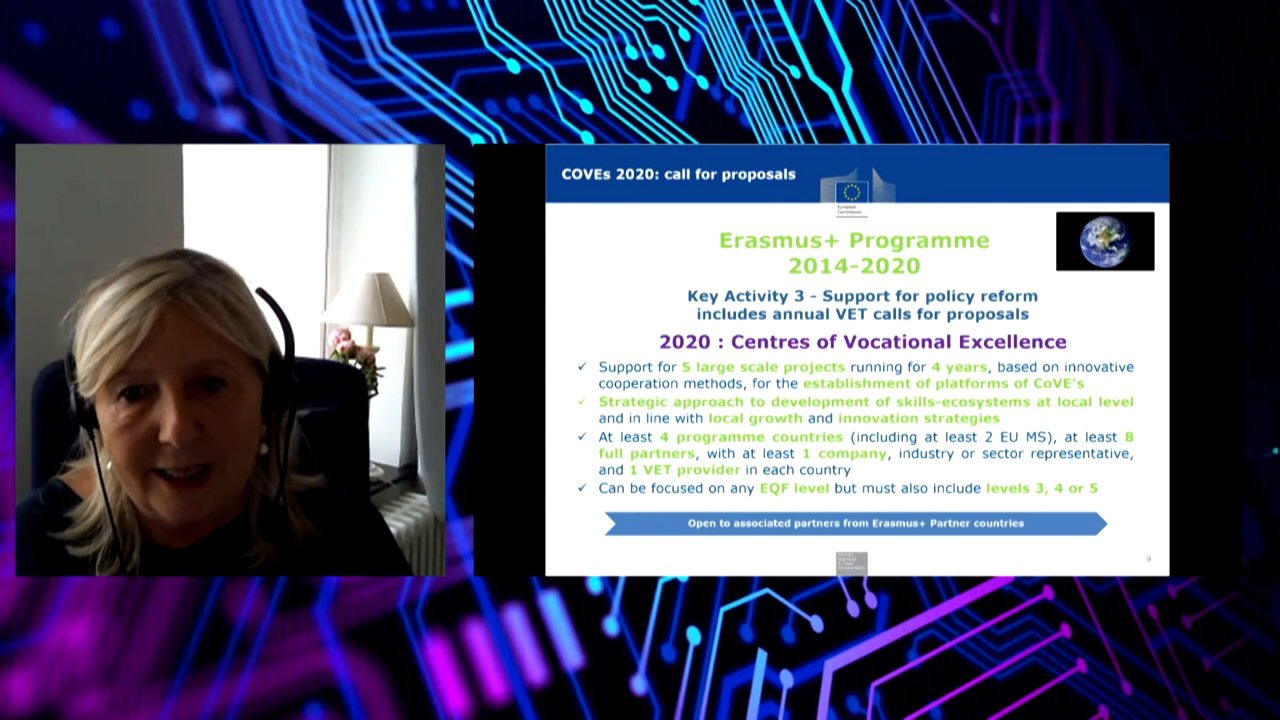 COVEs 2020: call for proposals
European
Commission
Erasmus+ Programme
2014-2020
Key Activity 3 - Support for policy reform
includes annual VET calls for proposals
2020 : Centres of Vocational Excellence
✓ Support for 5 large scale projects running for 4 years, based on innovative
cooperation methods, for the establishment of platforms of CoVE's
✓ Strategic approach to development of skills-ecosystems at local level
and in line with local growth and innovation strategies
✓ At least 4 programme countries (including at least 2 EU MS), at least 8
full partners, with at least 1 company, industry or sector representative,
and 1 VET provider in each country
✓ Can be focused on any EQF level but must also include levels 3, 4 or 5
Open to associated partners from Erasmus+ Partner countries
9